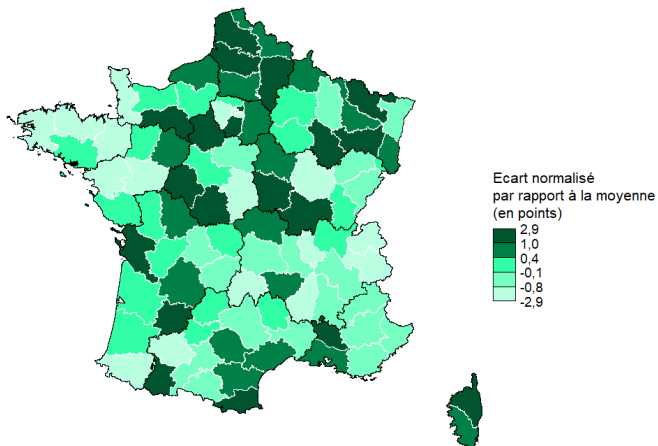 Ecart normalisé
par rapport à la moyenne
(en points)
2,9
1,0
0,4
-0,1
-0,8
-2,9